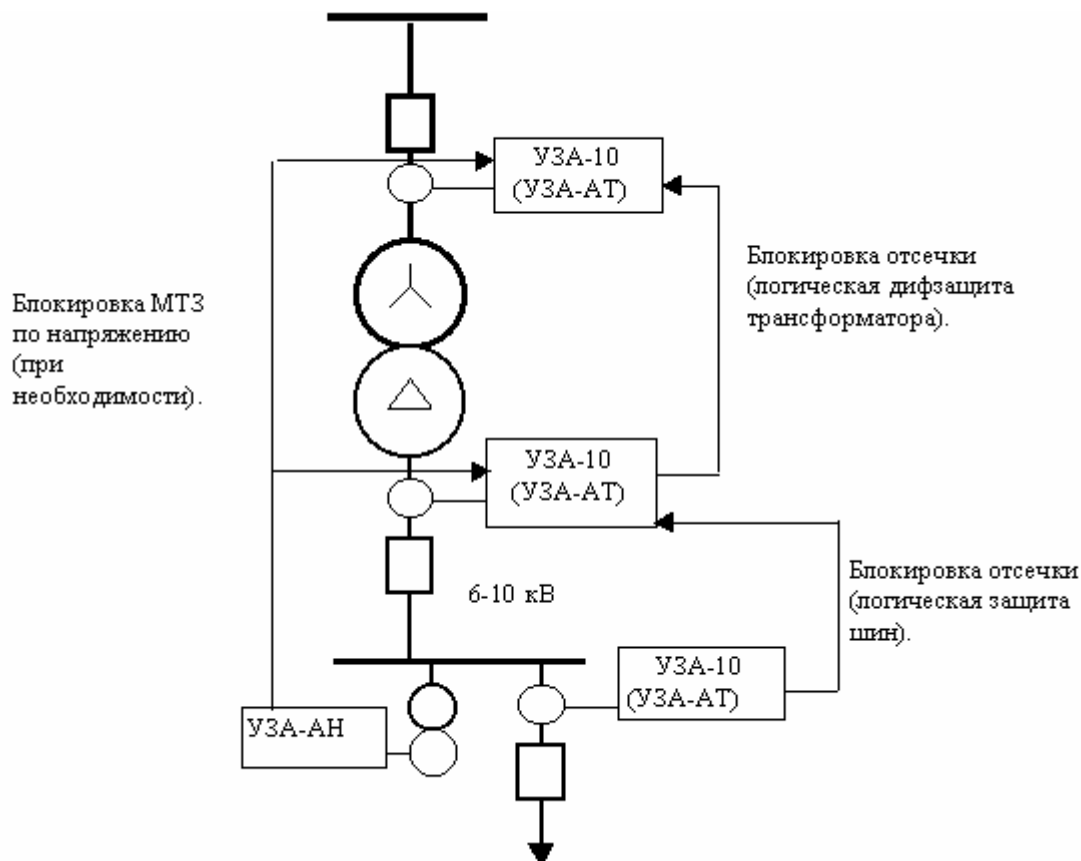 УЗА-10
(УЗА-АТ)
Блокировка отсечки
(логическая дифзащита
трансформатора).
Блокировка МТЗ
по напряжению
(при
необходимости).
УЗА-10
(УЗА-АТ)
Блокировка отсечки
(логическая защита
шин).
6-10 кВ
УЗА-10
(УЗА-АТ)
УЗА-АН